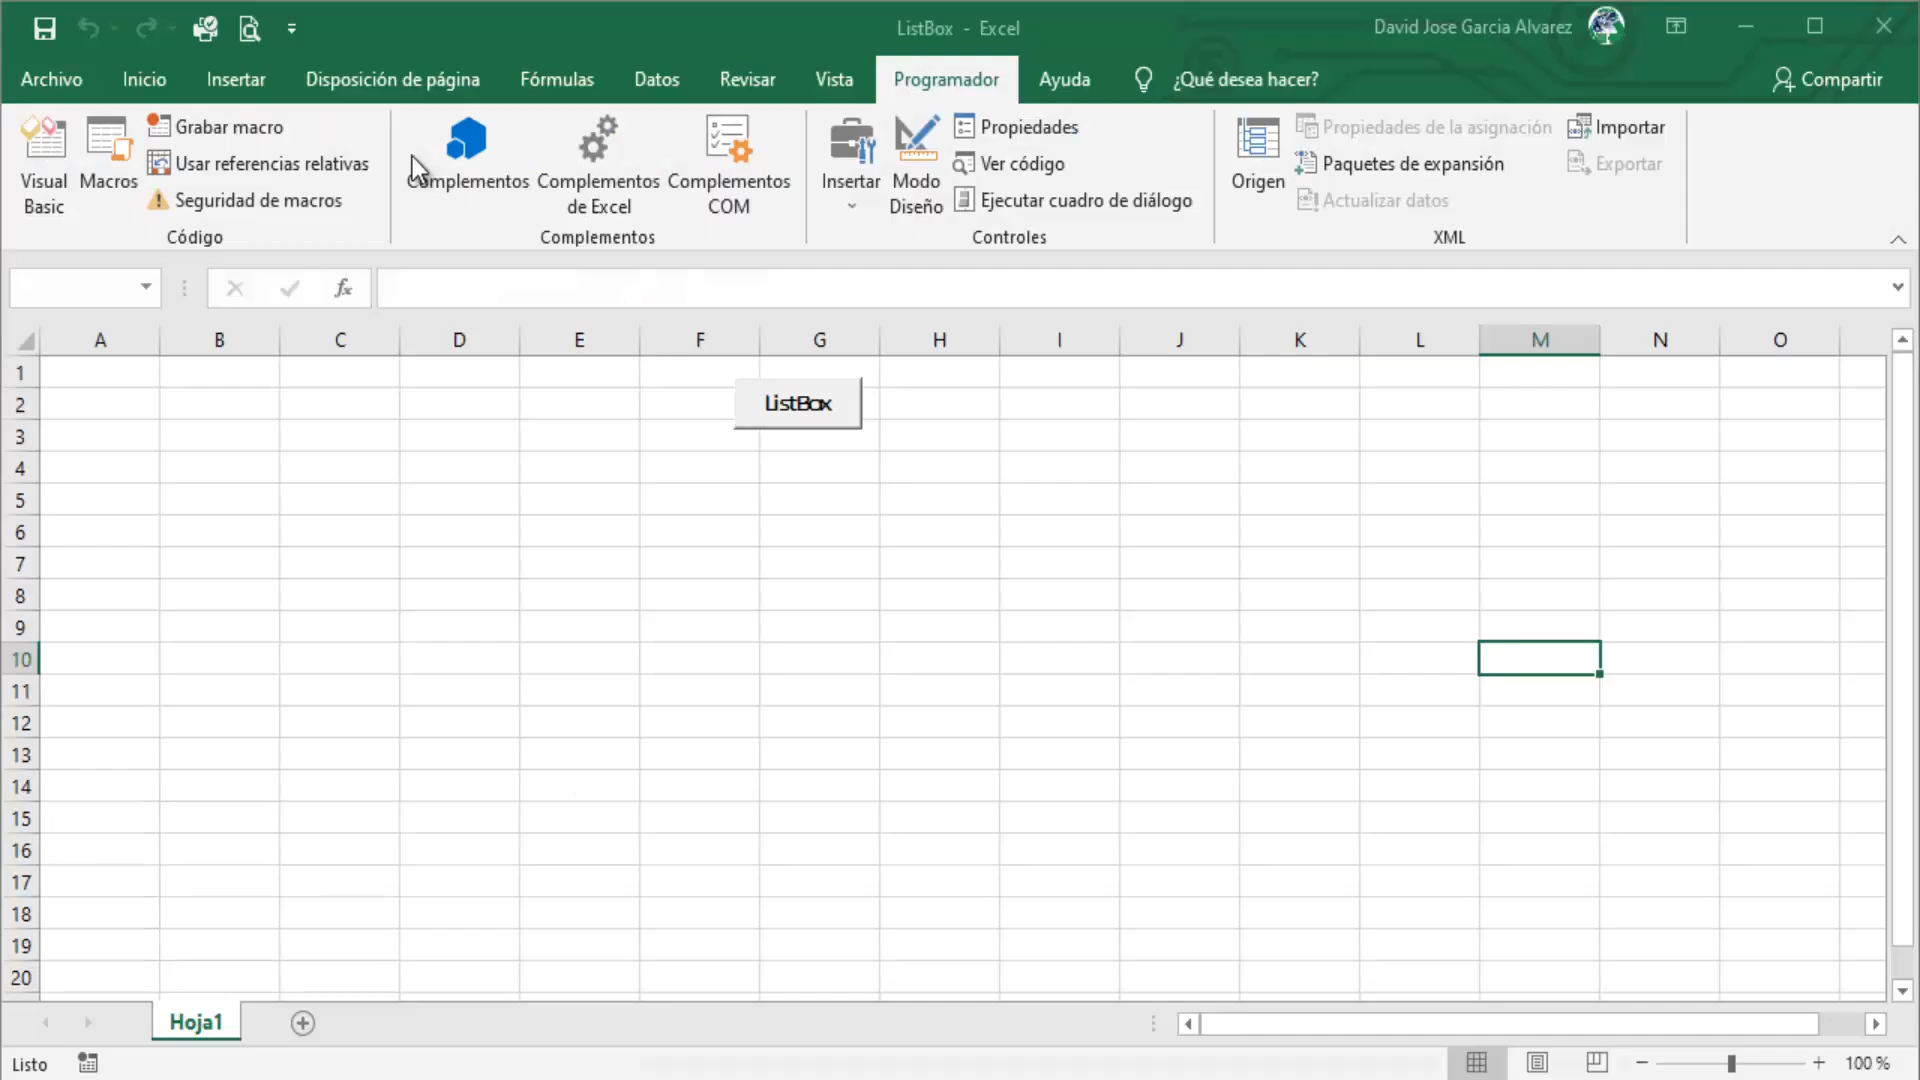 ListBox - Excel
David Jose Garcia Alvarez
Archivo Inicio Insertar Disposición de página Fórmulas Datos Revisar Vista Programador Ayuda ¿Qué desea hacer? Compartir
Visual Basic
Macros
Grabar macro
Usar referencias relativas
Seguridad de macros
Código
Complementos
Complementos de Excel
Complementos COM
Complementos
Insertar
Modo Diseño
Propiedades
Ver código
Ejecutar cuadro de diálogo
Controles
Origen
Propiedades de la asignación
Paquetes de expansión
Actualizar datos
Importar
Exportar
XML
fx
A B C D E F G H I J K L M N O
1
2
ListBox
3
4
5
6
7
8
9
10
11
12
13
14
15
16
17
18
19
20
Hoja1
Listo
100 %